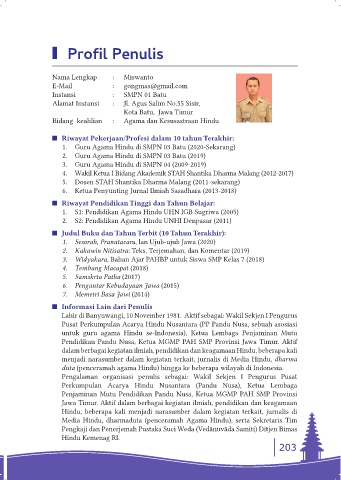 Profil Penulis
Nama Lengkap : Miswanto
E-Mail : gongmas@gmail.com
Instansi : SMPN 01 Batu
Alamat Instansi : Jl. Agus Salim No.55 Sisir,
Kota Batu, Jawa Timur
Bidang keahlian : Agama dan Kesusastraan Hindu
Riwayat Pekerjaan/Profesi dalam 10 tahun Terakhir:
1. Guru Agama Hindu di SMPN 03 Batu (2020-Sekarang)
2. Guru Agama Hindu di SMPN 03 Batu (2019)
3. Guru Agama Hindu di SMPN 04 (2009-2019)
4. Wakil Ketua I Bidang Akademik STAH Shantika Dharma Malang (2012-2017)
5. Dosen STAH Shantika Dharma Malang (2011-sekarang)
6. Ketua Penyunting Jurnal Ilmiah Sasadhara (2013-2018)
Riwayat Pendidikan Tinggi dan Tahun Belajar:
1. S1: Pendidikan Agama Hindu UHN IGB Sugriwa (2005)
2. S2: Pendidikan Agama Hindu UNHI Denpasar (2011)
Judul Buku dan Tahun Terbit (10 Tahun Terakhir):
1. Sesorah, Pranatacara, lan Ujub-ujub Jawa (2020)
2. Kakawin Nitisatra: Teks, Terjemahan, dan Komentar (2019)
3. Widyakara, Bahan Ajar PAHBP untuk Siswa SMP Kelas 7 (2018)
4. Tembang Macapat (2018)
5. Samskrta Patha (2017)
6. Pengantar Kebudayaan Jawa (2015)
7. Memetri Basa Jawi (2014)
Informasi Lain dari Penulis
Lahir di Banyuwangi, 10 November 1981. Aktif sebagai: Wakil Sekjen I Pengurus
Pusat Perkumpulan Acarya Hindu Nusantara (PP Pandu Nusa, sebuah asosiasi
untuk guru agama Hindu se-Indonesia), Ketua Lembaga Penjaminan Mutu
Pendidikan Pandu Nusa, Ketua MGMP PAH SMP Provinsi Jawa Timur. Aktif
dalam berbagai kegiatan ilmiah, pendidikan dan keagamaan Hindu, beberapa kali
menjadi narasumber dalam kegiatan terkait, jurnalis di Media Hindu, dharma
duta (penceramah agama Hindu) hingga ke beberapa wilayah di Indonesia.
Pengalaman organisasi penulis sebagai: Wakil Sekjen I Pengurus Pusat
Perkumpulan Acarya Hindu Nusantara (Pandu Nusa), Ketua Lembaga
Penjaminan Mutu Pendidikan Pandu Nusa, Ketua MGMP PAH SMP Provinsi
Jawa Timur. Aktif dalam berbagai kegiatan ilmiah, pendidikan dan keagamaan
Hindu, beberapa kali menjadi narasumber dalam kegiatan terkait, jurnalis di
Media Hindu, dharmaduta (penceramah Agama Hindu), serta Sekretaris Tim
Pengkaji dan Penerjemah Pustaka Suci Weda (Vedānuvāda Samiti) Ditjen Bimas
Hindu Kemenag RI.
203